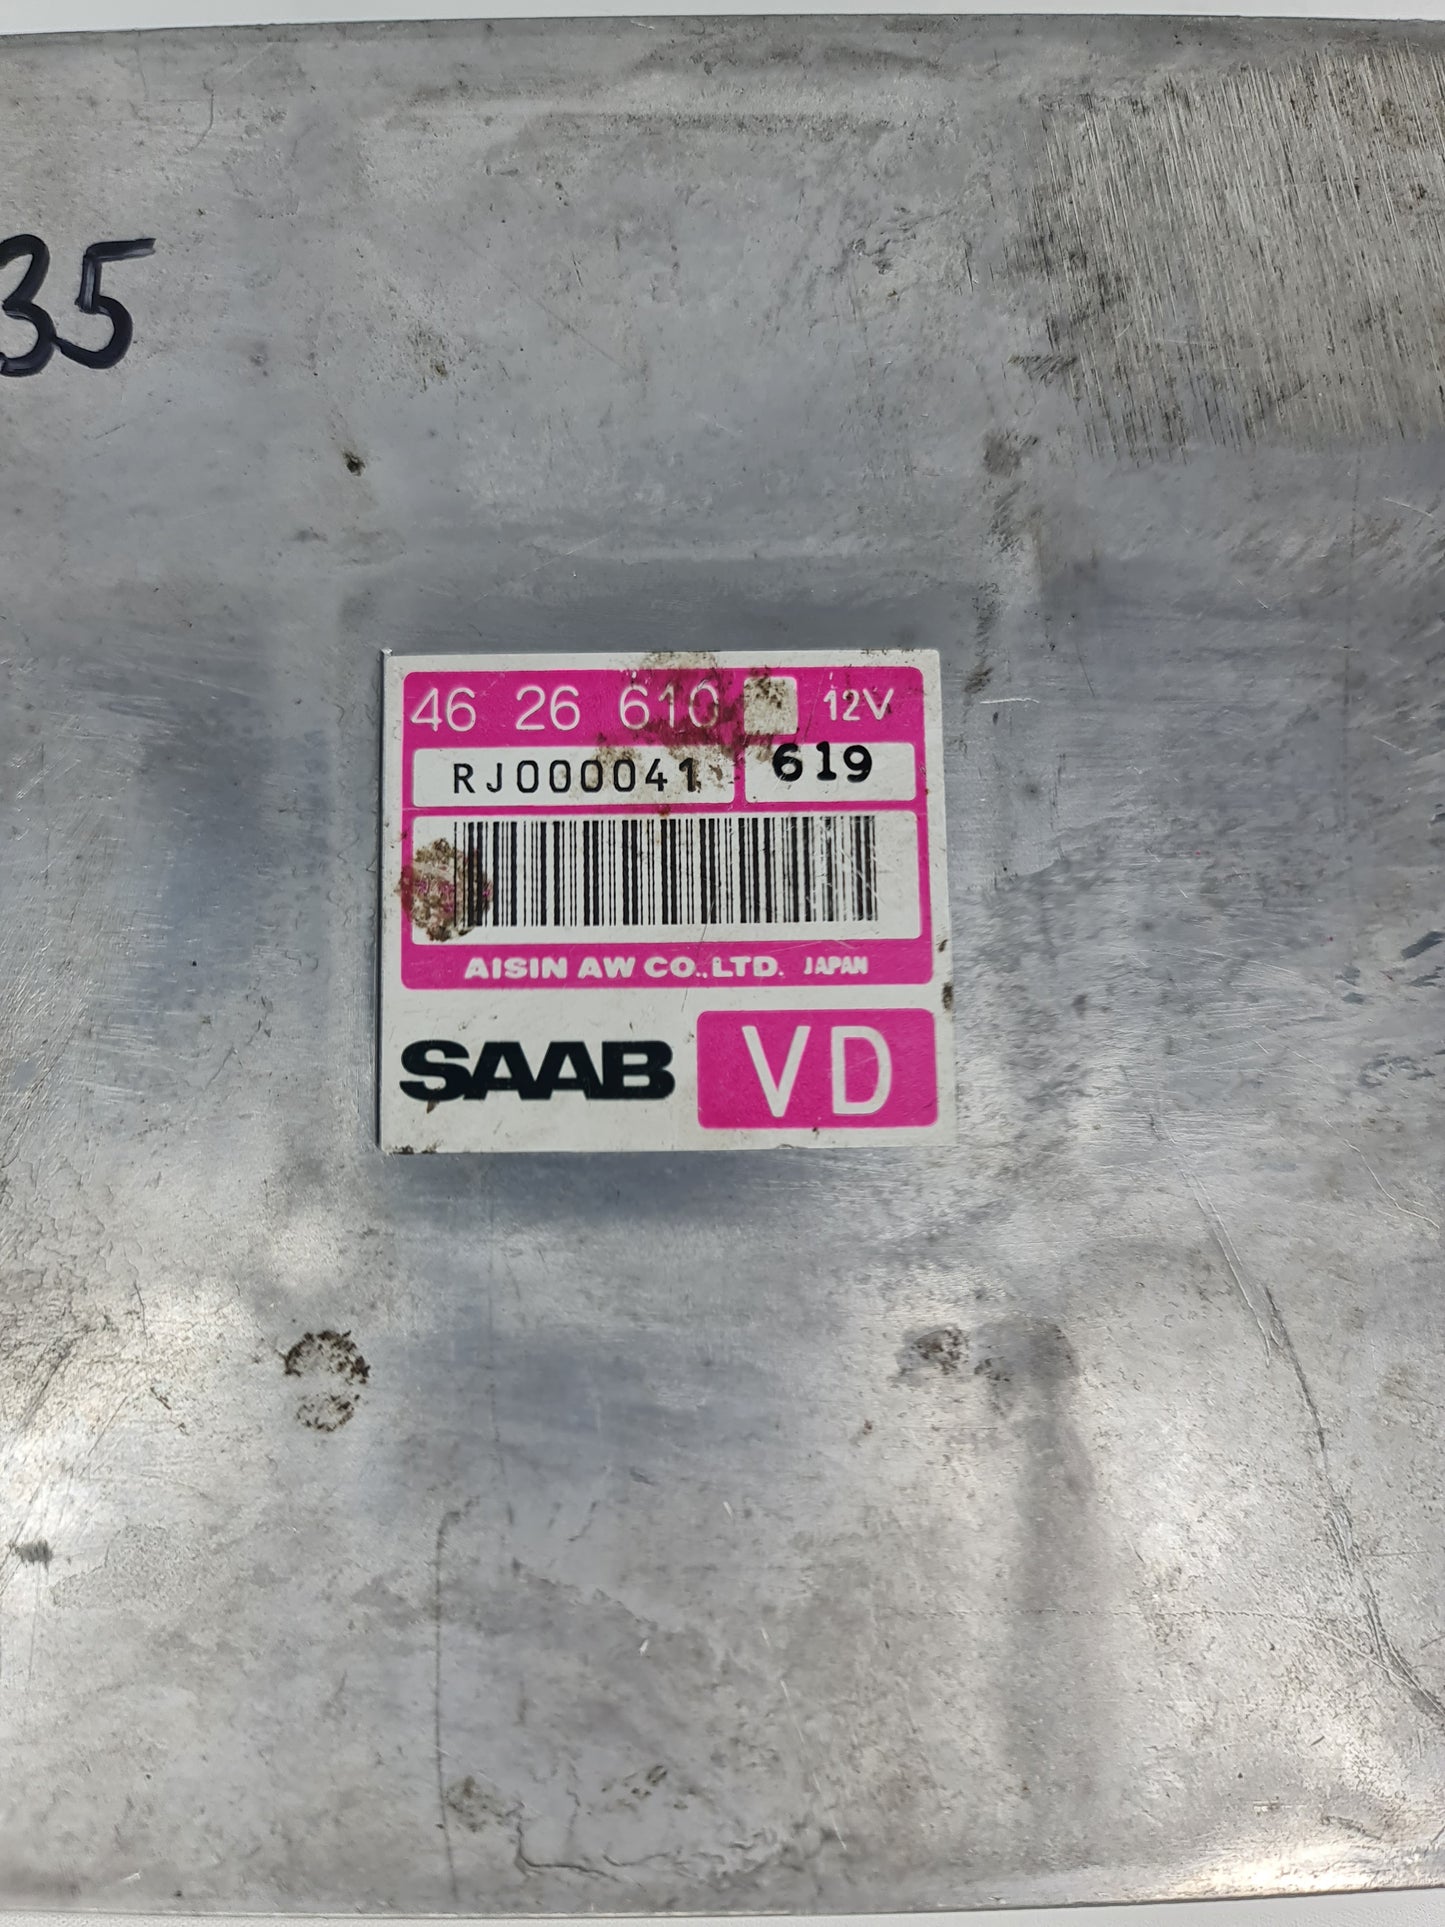 35
46 26 610 12V
RJ000041 619
AISIN AW CO.,LTD. JAPAN
SAAB VD